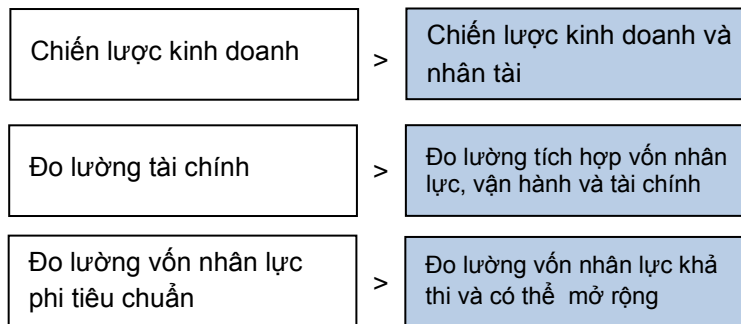 Chiến lược kinh doanh
>
Chiến lược kinh doanh và
nhân tài
Đo lường tài chính
>
Đo lường tích hợp vốn nhân
lực, vận hành và tài chính
Đo lường vốn nhân lực
phi tiêu chuẩn
>
Đo lường vốn nhân lực khả
thi và có thể mở rộng